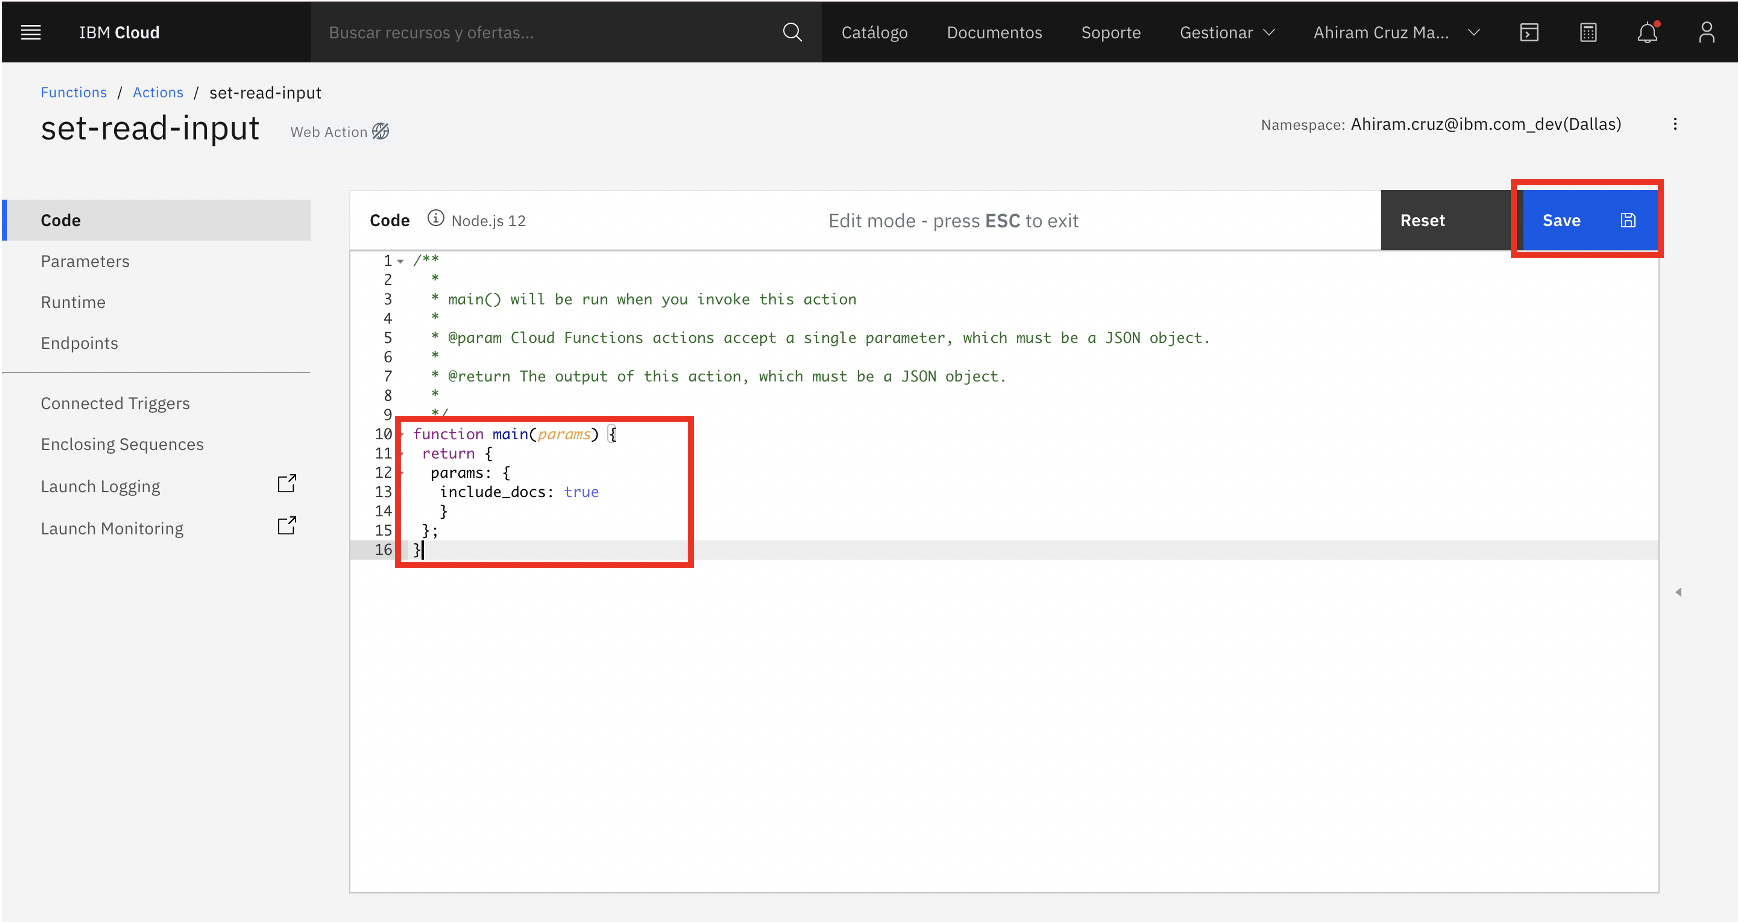 IBM Cloud
Buscar recursos y ofertas...
Catálogo
Documentos
Soporte
Gestionar
Ahiram Cruz Ma...
Functions / Actions / set-read-input
set-read-input
Web Action
Namespace: Ahiram.cruz@ibm.com_dev(Dallas)
Code
Parameters
Runtime
Endpoints
Connected Triggers
Enclosing Sequences
Launch Logging
Launch Monitoring
Code
Node.js 12
Edit mode - press ESC to exit
Reset
Save
1 /**
2 *
3 * main() will be run when you invoke this action
4 *
5 * @param Cloud Functions actions accept a single parameter, which must be a JSON object.
6 *
7 * @return The output of this action, which must be a JSON object.
8 *
9 */
10 function main(params) {
11 return {
12 params: {
13 include_docs: true
14 }
15 };
16 }